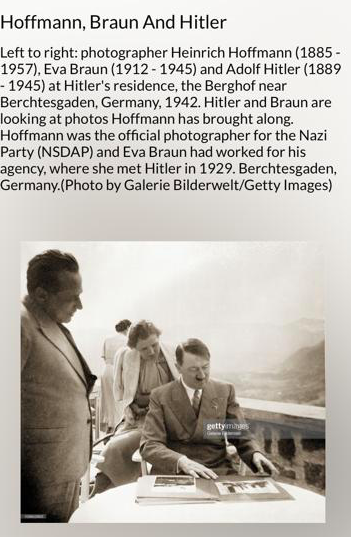 Hoffmann, Braun And Hitler
Left to right: photographer Heinrich Hoffmann (1885 -
1957), Eva Braun (1912 - 1945) and Adolf Hitler (1889
- 1945) at Hitler's residence, the Berghof near
Berchtesgaden, Germany, 1942. Hitler and Braun are
looking at photos Hoffmann has brought along.
Hoffmann was the official photographer for the Nazi
Party (NSDAP) and Eva Braun had worked for his
agency, where she met Hitler in 1929. Berchtesgaden,
Germany.(Photo by Galerie Bilderwelt/Getty Images)
gettyimages
Galerie Bilderwelt